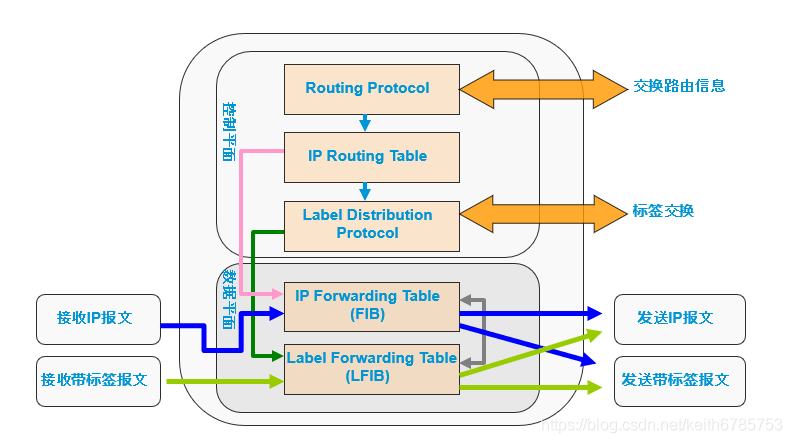 Routing Protocol
交换路由信息
控制平面
IP Routing Table
Label Distribution
Protocol
标签交换
数据平面
IP Forwarding Table
(FIB)
接收IP报文
发送IP报文
Label Forwarding Table
(LFIB)
接收带标签报文
发送带标签报文
https://blog.csdn.net/keith6785753